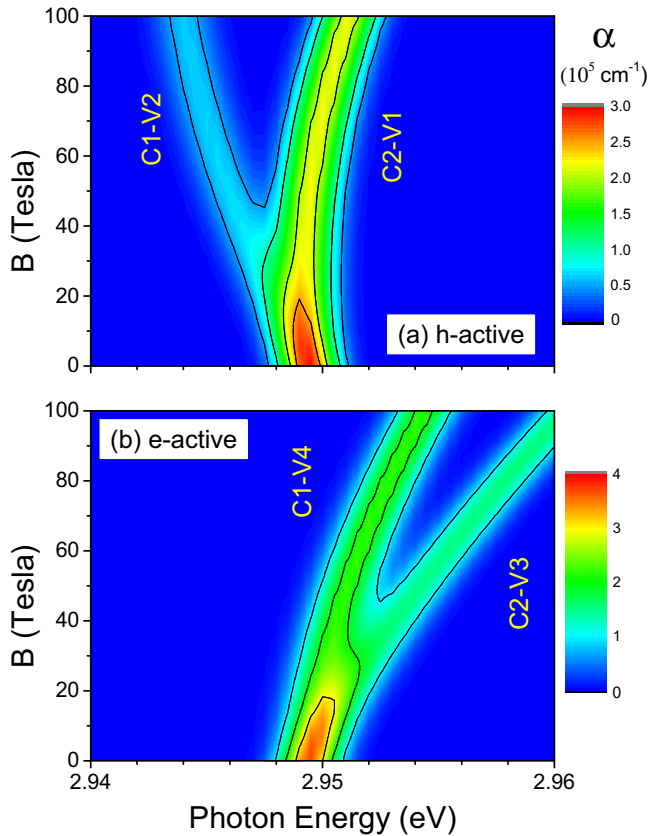 α
(10⁵ cm⁻¹)
100
80
60
40
20
0
B (Tesla)
C1-V2
C2-V1
(a) h-active
3.0
2.5
2.0
1.5
1.0
0.5
0
100
80
60
40
20
0
B (Tesla)
(b) e-active
C1-V4
C2-V3
4
3
2
1
0
2.94
2.95
2.96
Photon Energy (eV)